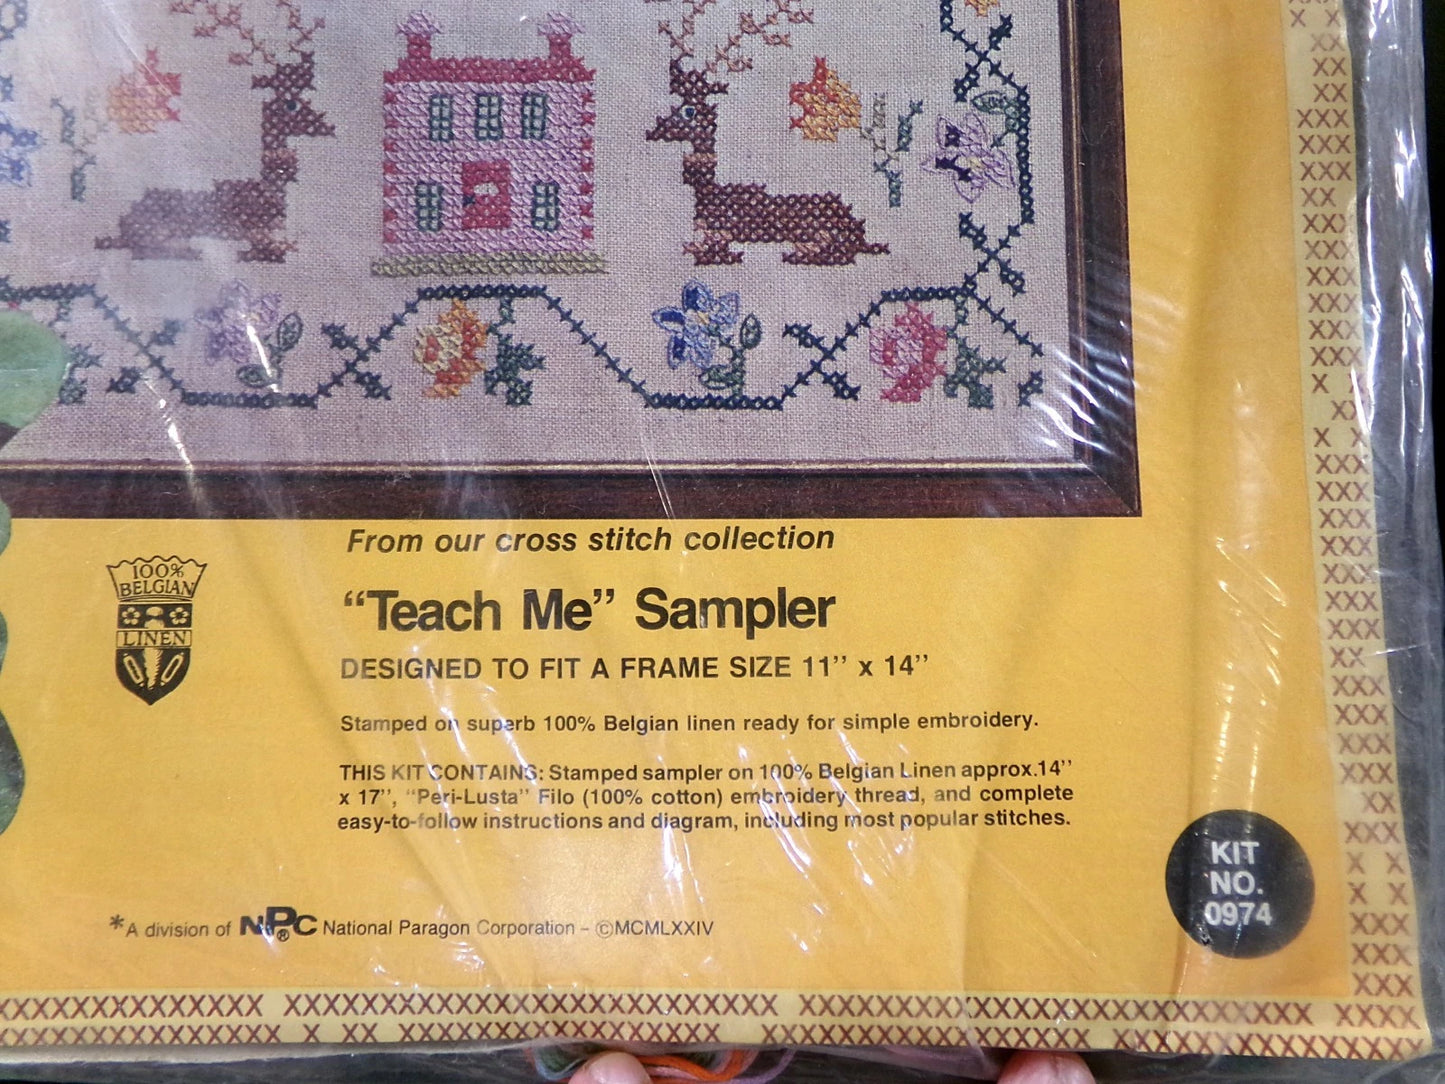 From our cross stitch collection
100%
BELGIAN
LINEN
“Teach Me” Sampler
DESIGNED TO FIT A FRAME SIZE 11’’ x 14’’
Stamped on superb 100% Belgian linen ready for simple embroidery.
THIS KIT CONTAINS: Stamped sampler on 100% Belgian Linen approx.14’’
x 17’’, “Peri-Lusta” Filo (100% cotton) embroidery thread, and complete
easy-to-follow instructions and diagram, including most popular stitches.
KIT
NO.
0974
*A division of NPC® National Paragon Corporation – ©MCMLXXIV